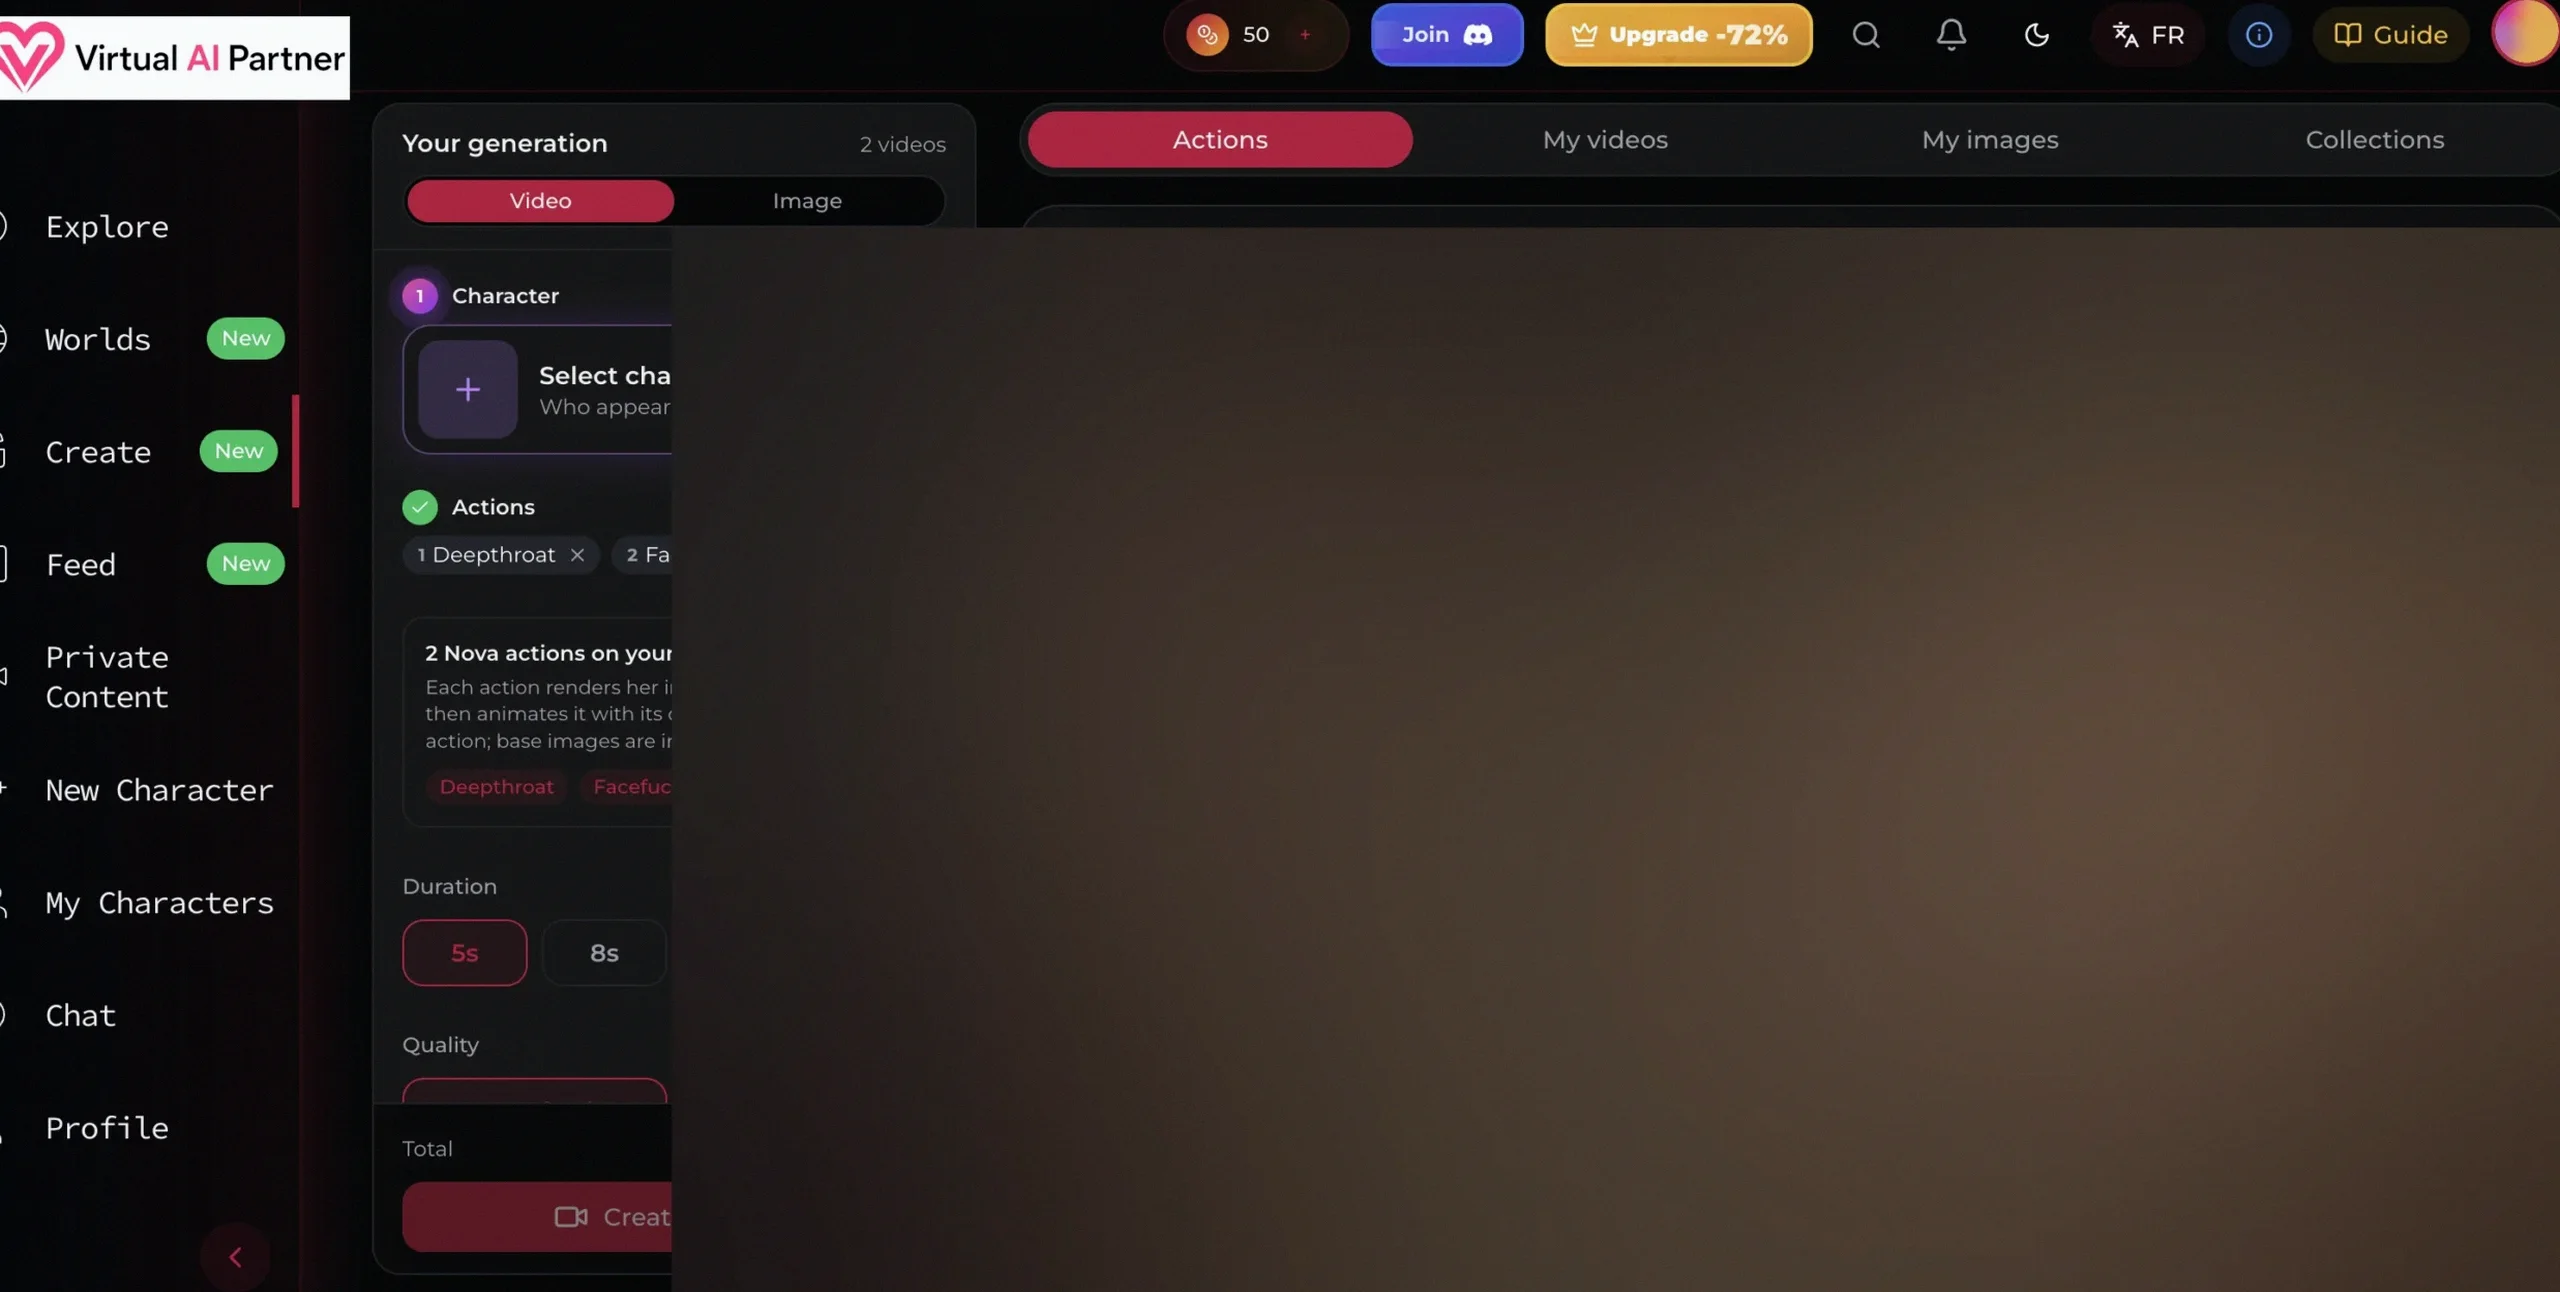 Virtual AI Partner
50 +
Join
Upgrade -72%
FR
Guide
Explore
Worlds New
Create New
Feed New
Private
Content
New Character
My Characters
Chat
Profile
Your generation 2 videos
Video Image
1 Character
Select cha
Who appear
Actions
1 Deepthroat × 2 Fa
2 Nova actions on your
Each action renders her i
then animates it with its
action; base images are i
Deepthroat Facefuc
Duration
5s 8s
Quality
Total
Creat
Actions My videos My images Collections